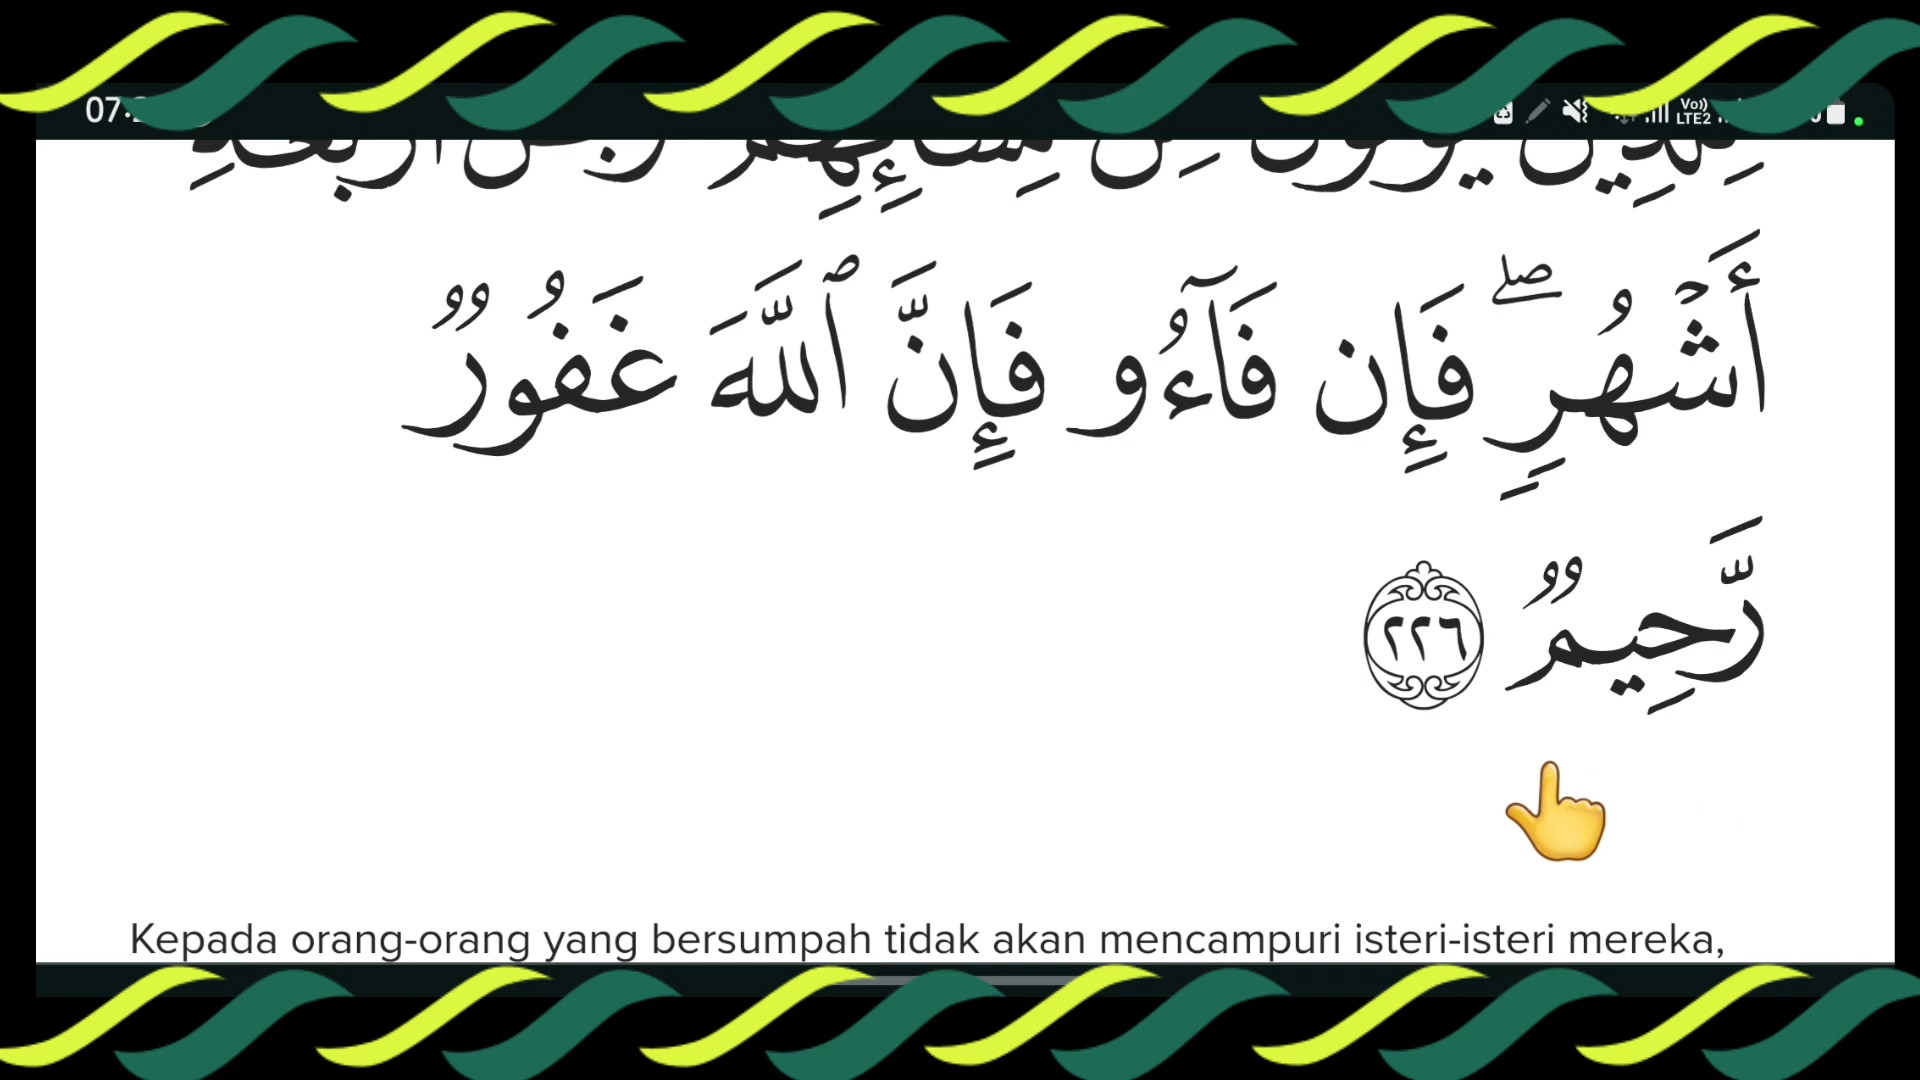 أَشۡهُرٖۖ فَإِن فَآءُو فَإِنَّ ٱللَّهَ غَفُورٞ
رَّحِيمٞ ٢٢٦
Kepada orang-orang yang bersumpah tidak akan mencampuri isteri-isteri mereka,